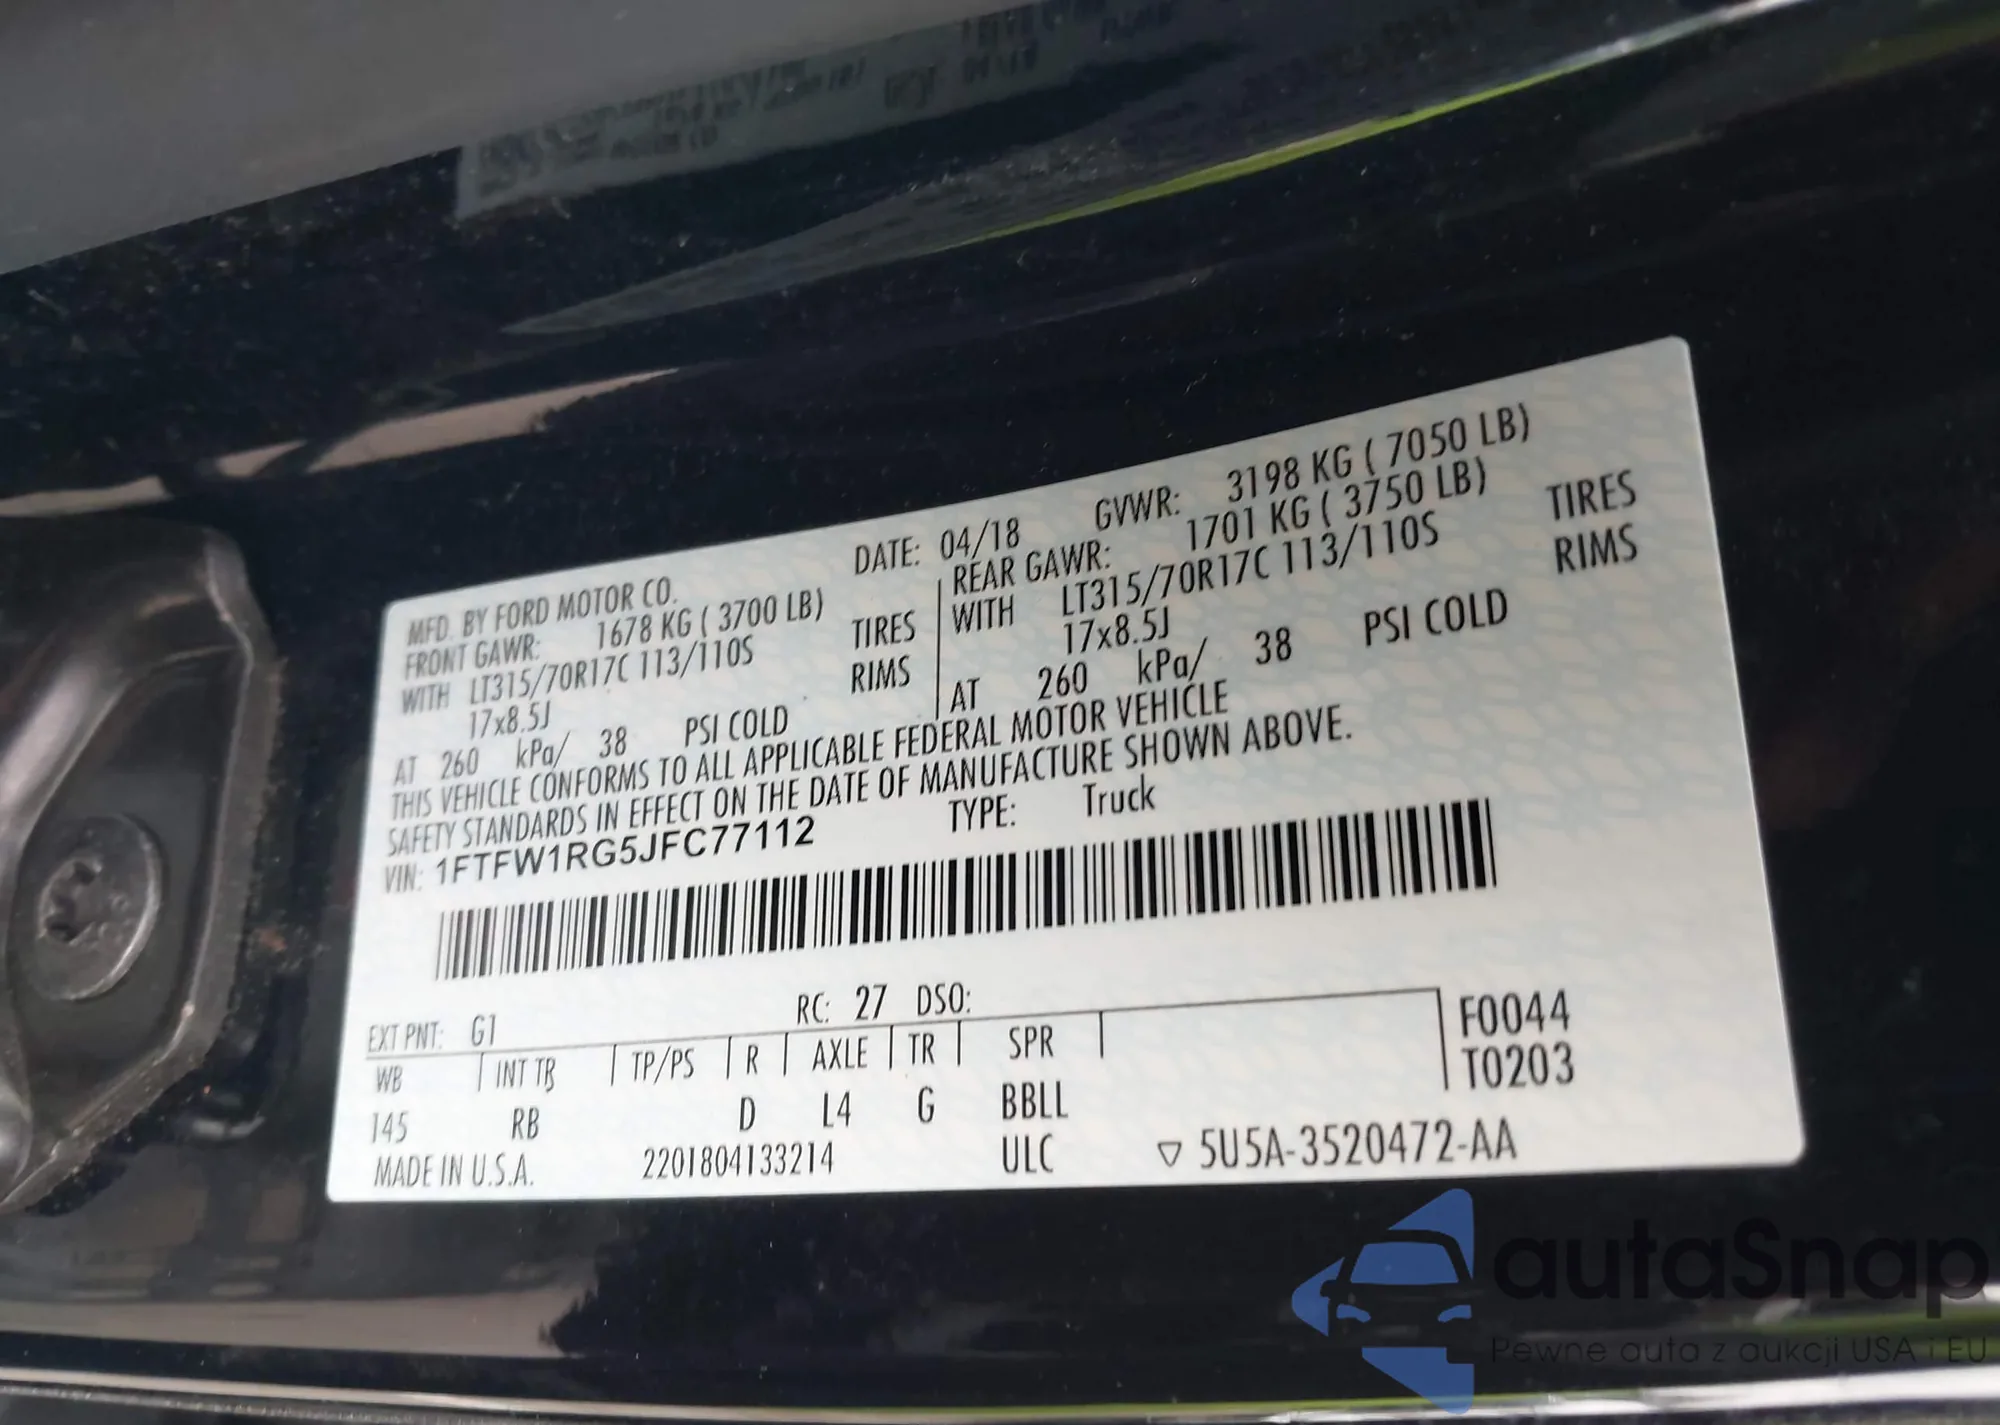 MFD. BY FORD MOTOR CO. DATE: 04/18 GVWR: 3198 KG ( 7050 LB)
FRONT GAWR: 1678 KG ( 3700 LB) REAR GAWR: 1701 KG ( 3750 LB)
WITH LT315/70R17C 113/110S TIRES WITH LT315/70R17C 113/110S TIRES
17x8.5J RIMS 17x8.5J RIMS
AT 260 kPa/ 38 PSI COLD AT 260 kPa/ 38 PSI COLD
THIS VEHICLE CONFORMS TO ALL APPLICABLE FEDERAL MOTOR VEHICLE
SAFETY STANDARDS IN EFFECT ON THE DATE OF MANUFACTURE SHOWN ABOVE.
VIN: 1FTFW1RG5JFC77112 TYPE: Truck
EXT PNT: G1 RC: 27 DSO: F0044
WB INT TR TP/PS R AXLE TR SPR T0203
145 RB D L4 G BBLL
MADE IN U.S.A. 2201804133214 ULC ▽ 5U5A-3520472-AA
autaSnap
Pewne auta z aukcji USA i EU